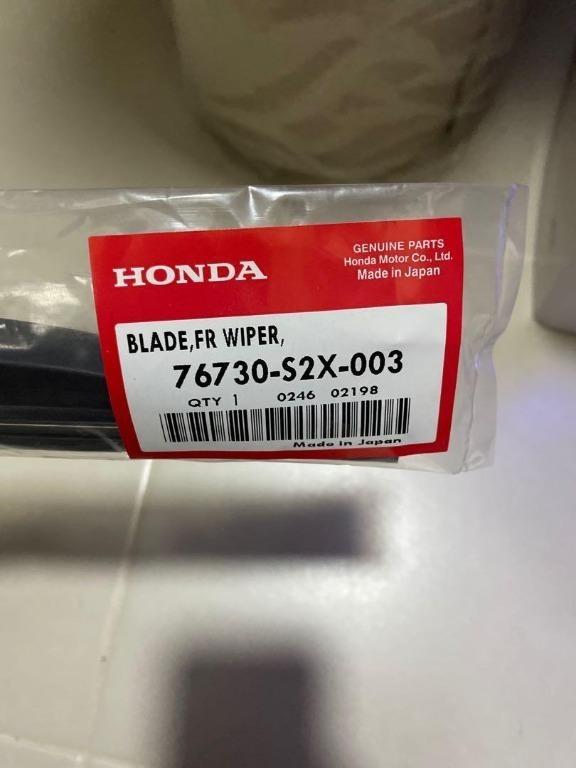 HONDA
GENUINE PARTS
Honda Motor Co., Ltd.
Made in Japan
BLADE,FR WIPER,
76730-S2X-003
QTY 1 0246 02198
Made in Japan